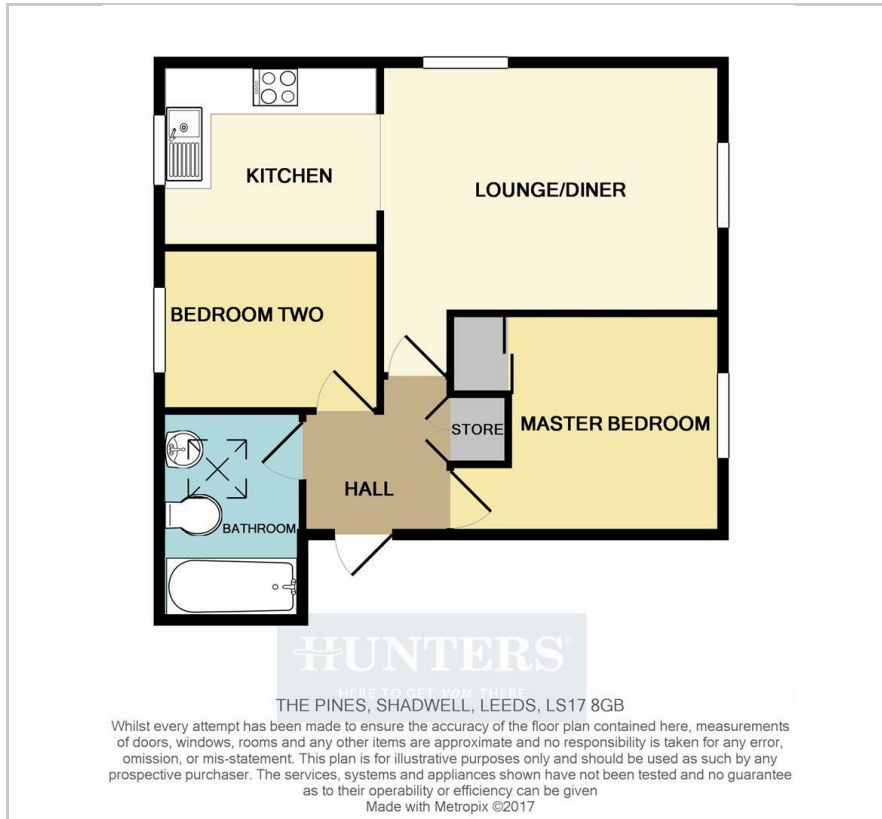 KITCHEN
LOUNGE/DINER
BEDROOM TWO
MASTER BEDROOM
STORE
HALL
BATHROOM
HUNTERS®
HERE TO GET you THERE
THE PINES, SHADWELL, LEEDS, LS17 8GB
Whilst every attempt has been made to ensure the accuracy of the floor plan contained here, measurements
of doors, windows, rooms and any other items are approximate and no responsibility is taken for any error,
omission, or mis-statement. This plan is for illustrative purposes only and should be used as such by any
prospective purchaser. The services, systems and appliances shown have not been tested and no guarantee
as to their operability or efficiency can be given
Made with Metropix ©2017